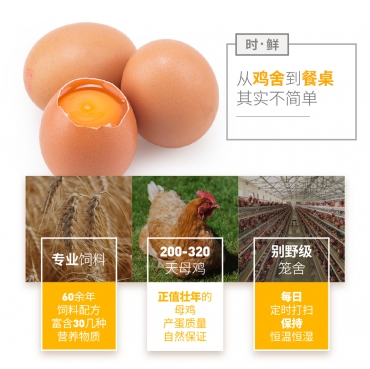 时·鲜
从鸡舍到餐桌
其实不简单
专业饲料
60余年
饲料配方
富含30几种
营养物质
200-320
天母鸡
正值壮年的
母鸡
产蛋质量
自然保证
别野级
笼舍
每日
定时打扫
保持
恒温恒湿